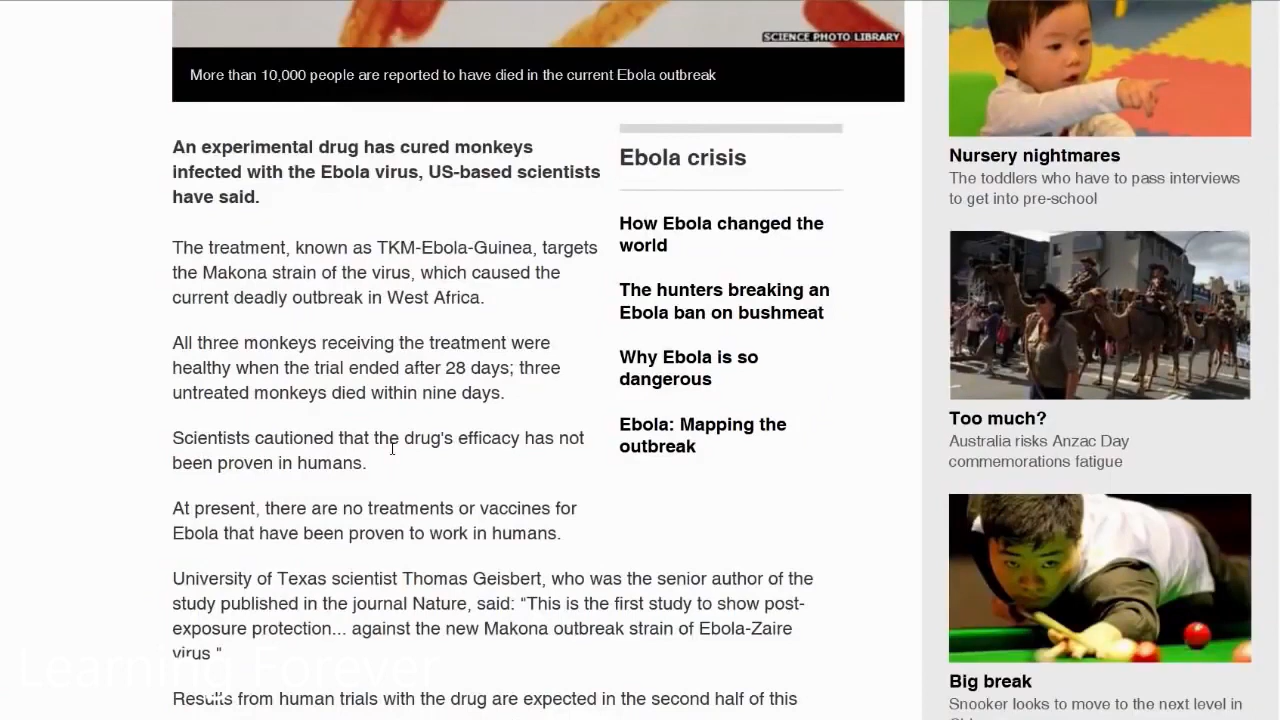 SCIENCE PHOTO LIBRARY
More than 10,000 people are reported to have died in the current Ebola outbreak
An experimental drug has cured monkeys
infected with the Ebola virus, US-based scientists
have said.
The treatment, known as TKM-Ebola-Guinea, targets
the Makona strain of the virus, which caused the
current deadly outbreak in West Africa.
All three monkeys receiving the treatment were
healthy when the trial ended after 28 days; three
untreated monkeys died within nine days.
Scientists cautioned that the drug's efficacy has not
been proven in humans.
At present, there are no treatments or vaccines for
Ebola that have been proven to work in humans.
University of Texas scientist Thomas Geisbert, who was the senior author of the
study published in the journal Nature, said: “This is the first study to show post-
exposure protection... against the new Makona outbreak strain of Ebola-Zaire
virus "
Results from human trials with the drug are expected in the second half of this
Learning Forever
Ebola crisis
How Ebola changed the
world
The hunters breaking an
Ebola ban on bushmeat
Why Ebola is so
dangerous
Ebola: Mapping the
outbreak
Nursery nightmares
The toddlers who have to pass interviews
to get into pre-school
Too much?
Australia risks Anzac Day
commemorations fatigue
Big break
Snooker looks to move to the next level in